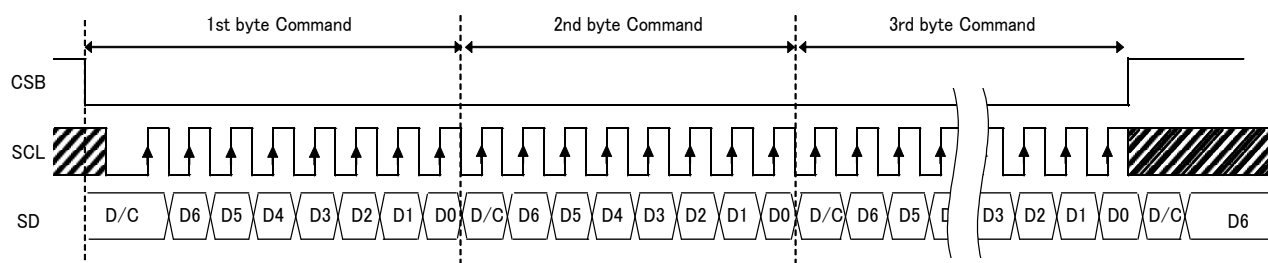 1st byte Command 2nd byte Command 3rd byte Command
CSB
SCL
SD D/C D6 D5 D4 D3 D2 D1 D0 D/C D6 D5 D4 D3 D2 D1 D0 D/C D6 D5 D3 D2 D1 D0 D/C D6